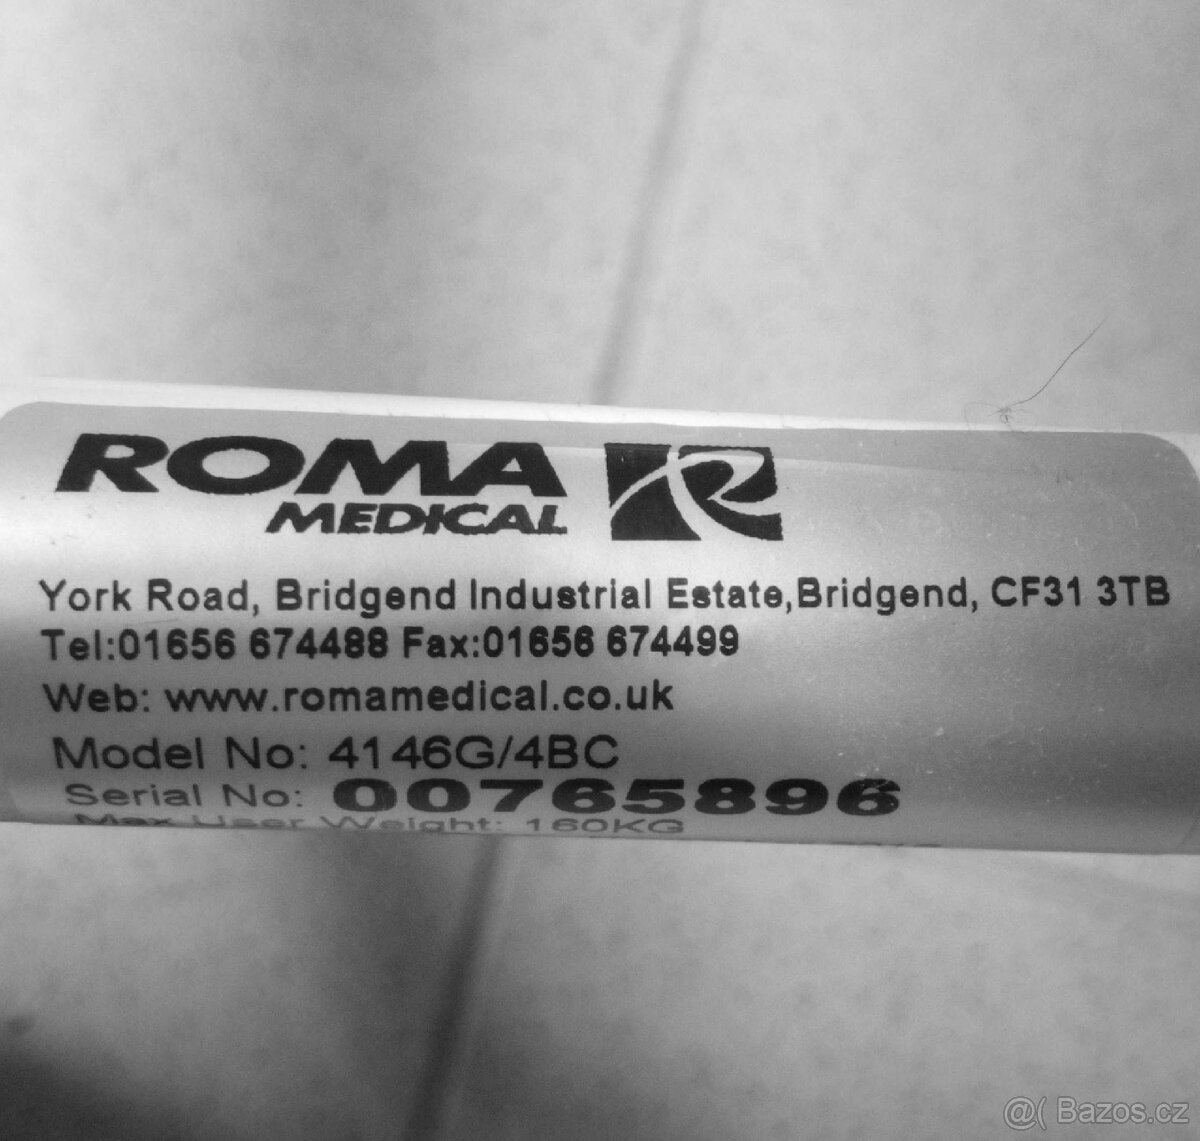 ROMA
MEDICAL
York Road, Bridgend Industrial Estate,Bridgend, CF31 3TB
Tel:01656 674488 Fax:01656 674499
Web: www.romamedical.co.uk
Model No: 4146G/4BC
Serial No: 00765896
Max User Weight: 160KG
@( Bazos.cz